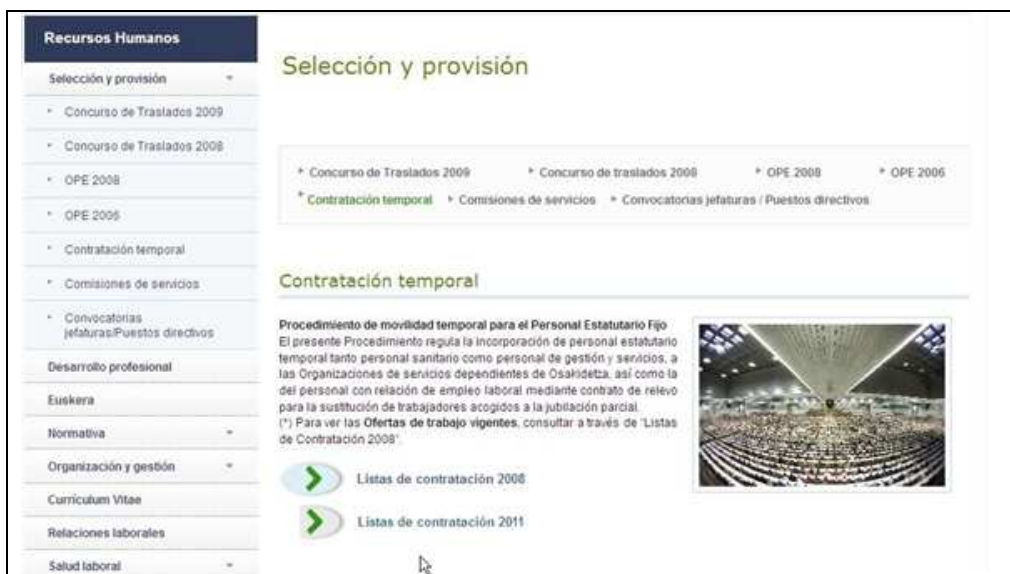 Recursos Humanos
Selección y provisión
Concurso de Traslados 2009
Concurso de Traslados 2008
OPE 2008
OPE 2006
Contratación temporal
Comisiones de servicios
Convocatorias
jefaturas/Puestos directivos
Desarrollo profesional
Euskera
Normativa
Organización y gestión
Currículum Vitae
Relaciones laborales
Salud laboral
Selección y provisión
Concurso de Traslados 2009 Concurso de traslados 2008 OPE 2008 OPE 2006
Contratación temporal Comisiones de servicios Convocatorias jefaturas / Puestos directivos
Contratación temporal
Procedimiento de movilidad temporal para el Personal Estatutario Fijo
El presente Procedimiento regula la incorporación de personal estatutario
temporal tanto personal sanitario como personal de gestión y servicios, a
las Organizaciones de servicios dependientes de Osakidetza, así como la
del personal con relación de empleo laboral mediante contrato de relevo
para la sustitución de trabajadores acogidos a la jubilación parcial.
(*) Para ver las Ofertas de trabajo vigentes, consultar a través de "Listas
de Contratación 2008".
Listas de contratación 2008
Listas de contratación 2011